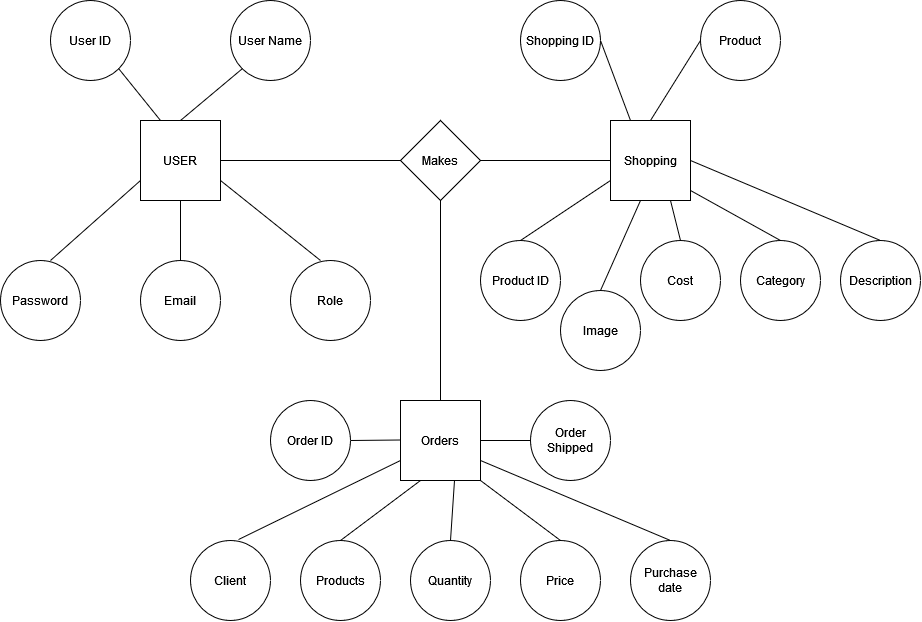 User ID
User Name
Shopping ID
Product
USER
Makes
Shopping
Password
Email
Role
Product ID
Image
Cost
Category
Description
Order ID
Orders
Order
Shipped
Client
Products
Quantity
Price
Purchase
date